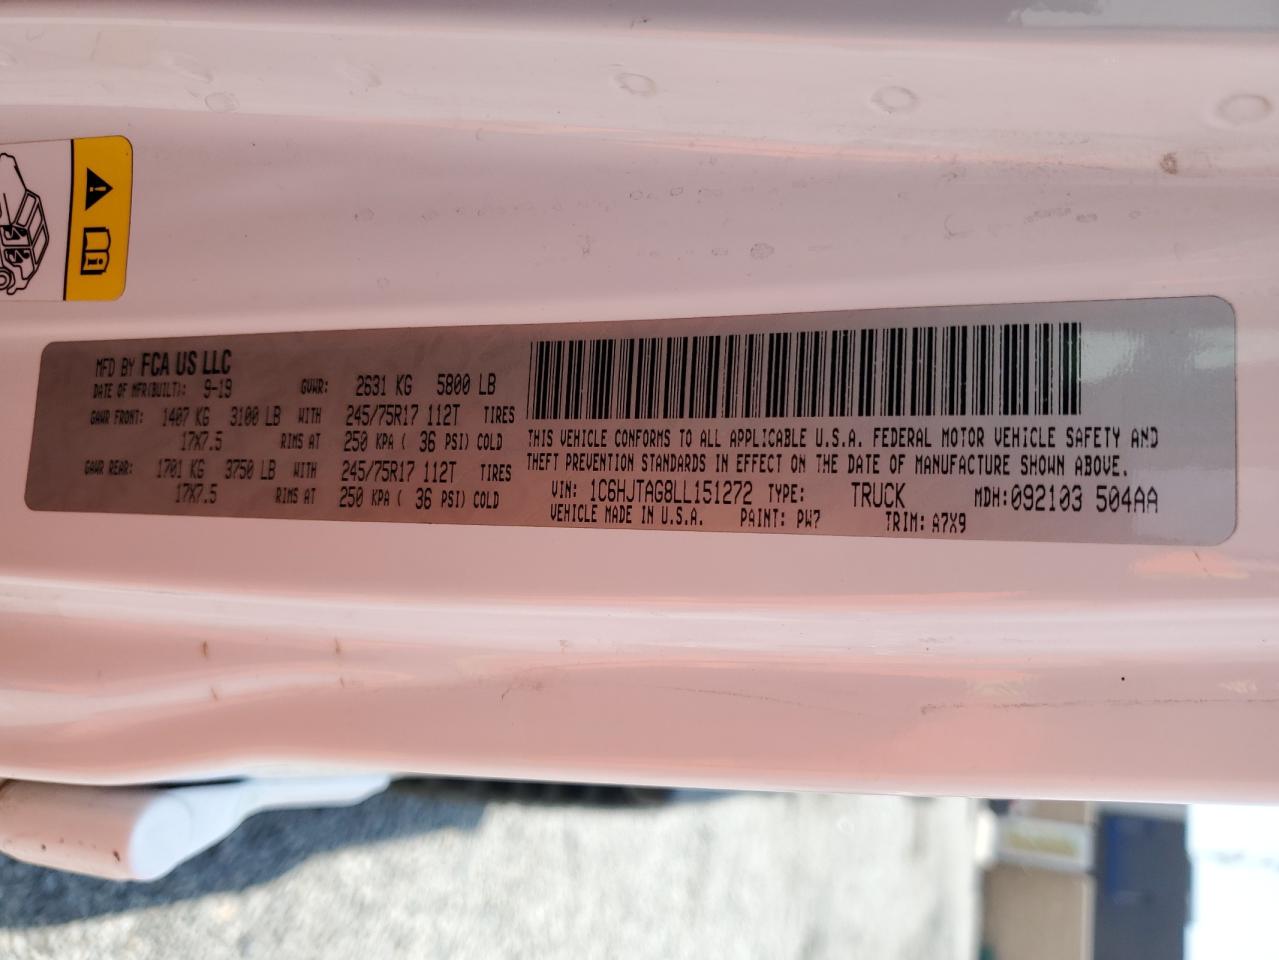 MFD BY FCA US LLC
DATE OF MFR(BUILT): 9-19 GVWR: 2631 KG 5800 LB
GAWR FRONT: 1407 KG 3100 LB WITH 245/75R17 112T TIRES
17X7.5 RIMS AT 250 KPA ( 36 PSI) COLD
GAWR REAR: 1701 KG 3750 LB WITH 245/75R17 112T TIRES
17X7.5 RIMS AT 250 KPA ( 36 PSI) COLD
THIS VEHICLE CONFORMS TO ALL APPLICABLE U.S.A. FEDERAL MOTOR VEHICLE SAFETY AND
THEFT PREVENTION STANDARDS IN EFFECT ON THE DATE OF MANUFACTURE SHOWN ABOVE.
VIN: 1C6HJTAG8LL151272 TYPE: TRUCK MDH:092103 504AA
VEHICLE MADE IN U.S.A. PAINT: PW7 TRIM: A7X9